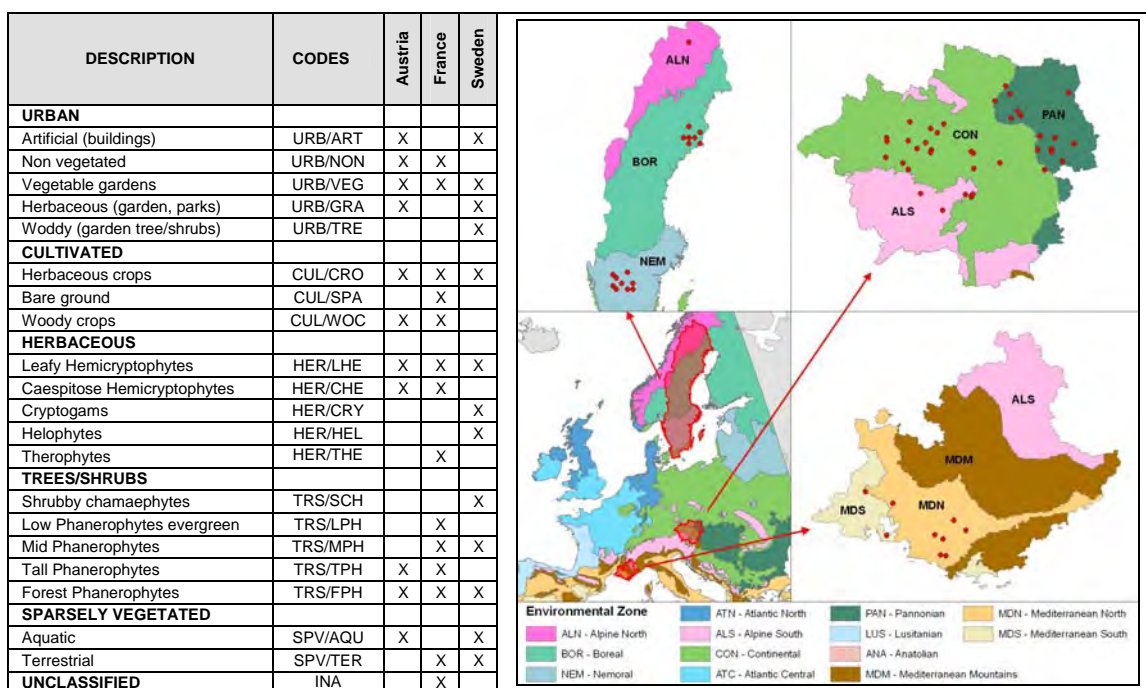 DESCRIPTION CODES Austria France Sweden
URBAN
Artificial (buildings) URB/ART X X
Non vegetated URB/NON X X
Vegetable gardens URB/VEG X X X
Herbaceous (garden, parks) URB/GRA X X
Woddy (garden tree/shrubs) URB/TRE X
CULTIVATED
Herbaceous crops CUL/CRO X X X
Bare ground CUL/SPA X
Woody crops CUL/WOC X X
HERBACEOUS
Leafy Hemicryptophytes HER/LHE X X X
Caespitose Hemicryptophytes HER/CHE X X
Cryptogams HER/CRY X
Helophytes HER/HEL X
Therophytes HER/THE X
TREES/SHRUBS
Shrubby chamaephytes TRS/SCH X
Low Phanerophytes evergreen TRS/LPH X
Mid Phanerophytes TRS/MPH X X
Tall Phanerophytes TRS/TPH X X
Forest Phanerophytes TRS/FPH X X X
SPARSELY VEGETATED
Aquatic SPV/AQU X X
Terrestrial SPV/TER X X
UNCLASSIFIED INA X
ALN
BOR
NEM
PAN
CON
ALS
ALS
MDM
MDS
MDN
Environmental Zone
ALN - Alpine North
BOR - Boreal
NEM - Nemoral
ATN - Atlantic North
ALS - Alpine South
CON - Continental
ATC - Atlantic Central
PAN - Pannonian
LUS - Lusitanian
ANA - Anatolian
MDM - Mediterranean Mountains
MDN - Mediterranean North
MDS - Mediterranean South